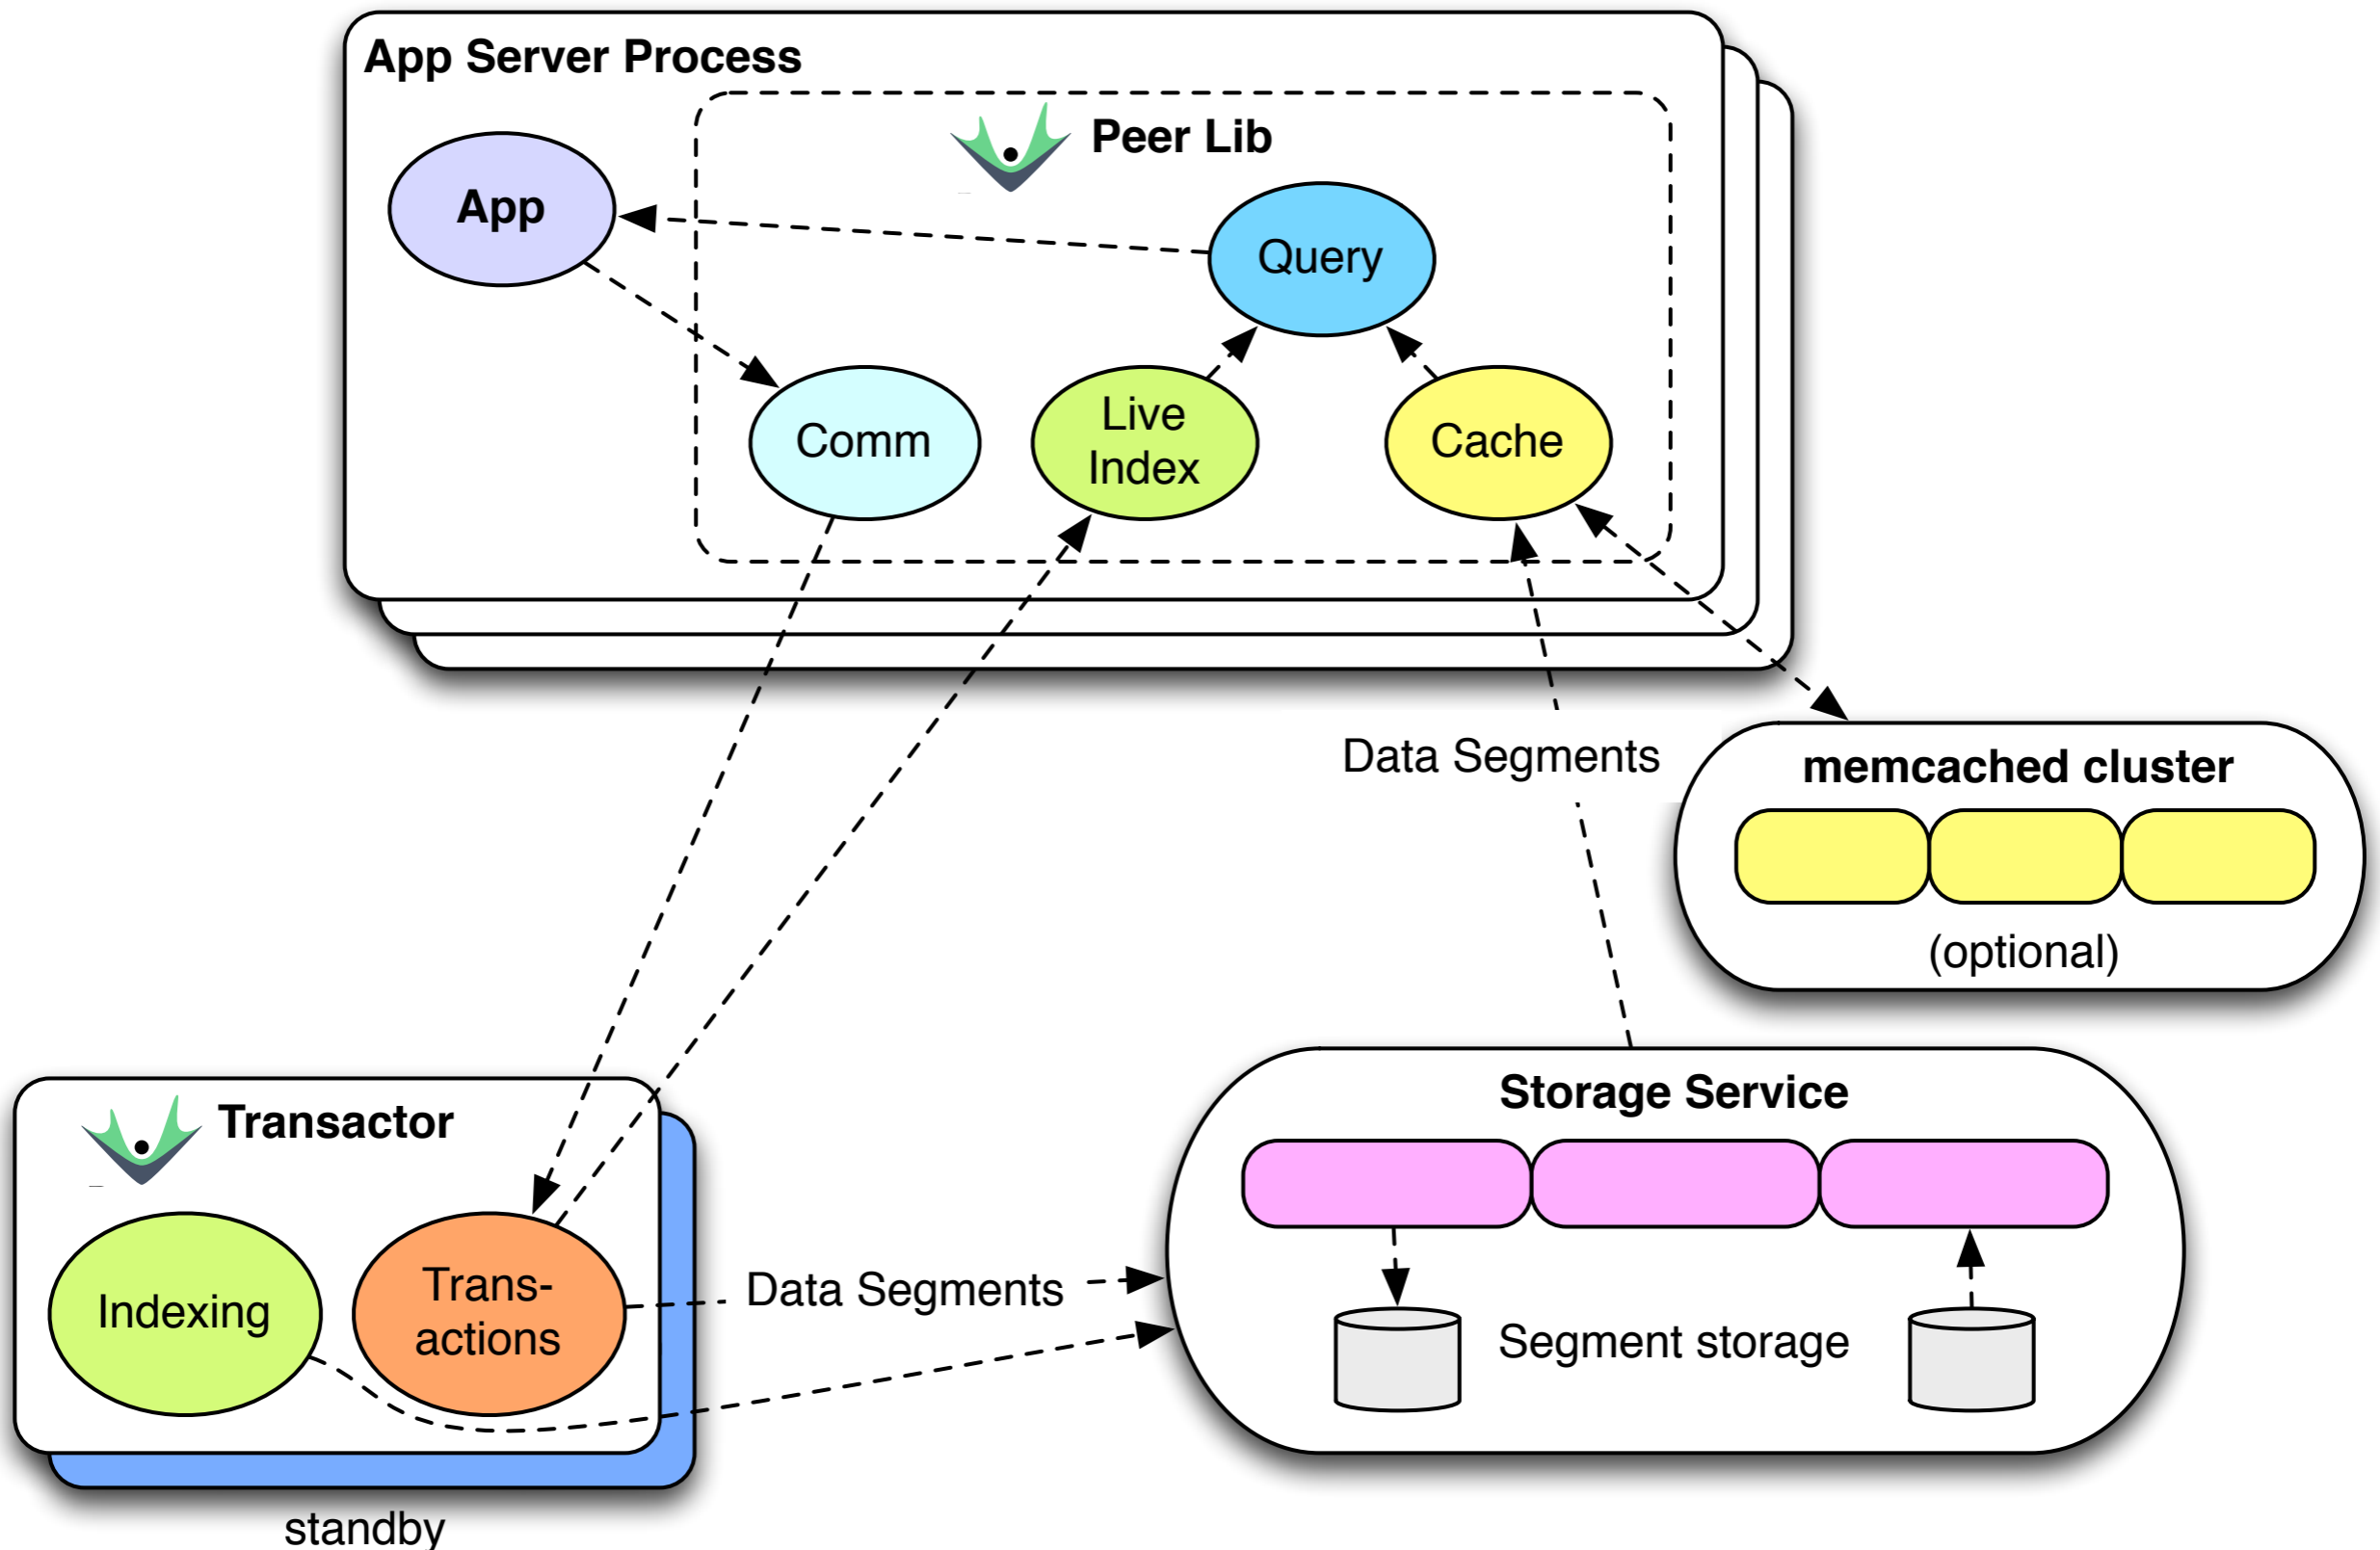 App Server Process
Peer Lib
App
Query
Comm
Live
Index
Cache
Data Segments
memcached cluster
(optional)
Transactor
Indexing
Trans-
actions
Data Segments
Storage Service
Segment storage
standby